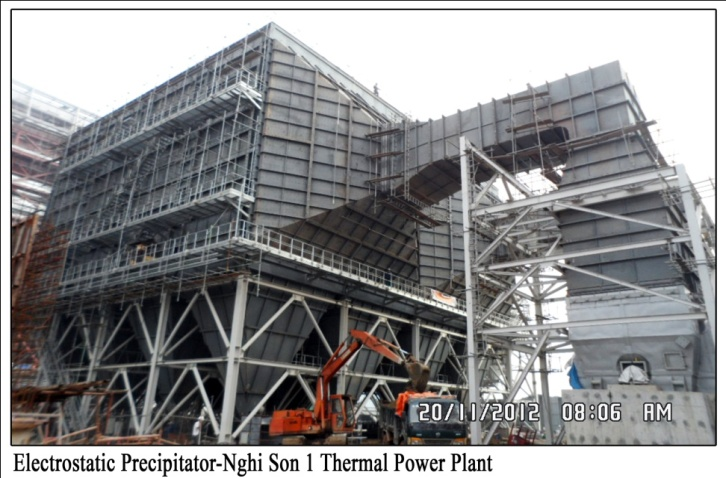 20/11/2012 08:06 AM
Electrostatic Precipitator-Nghi Son 1 Thermal Power Plant